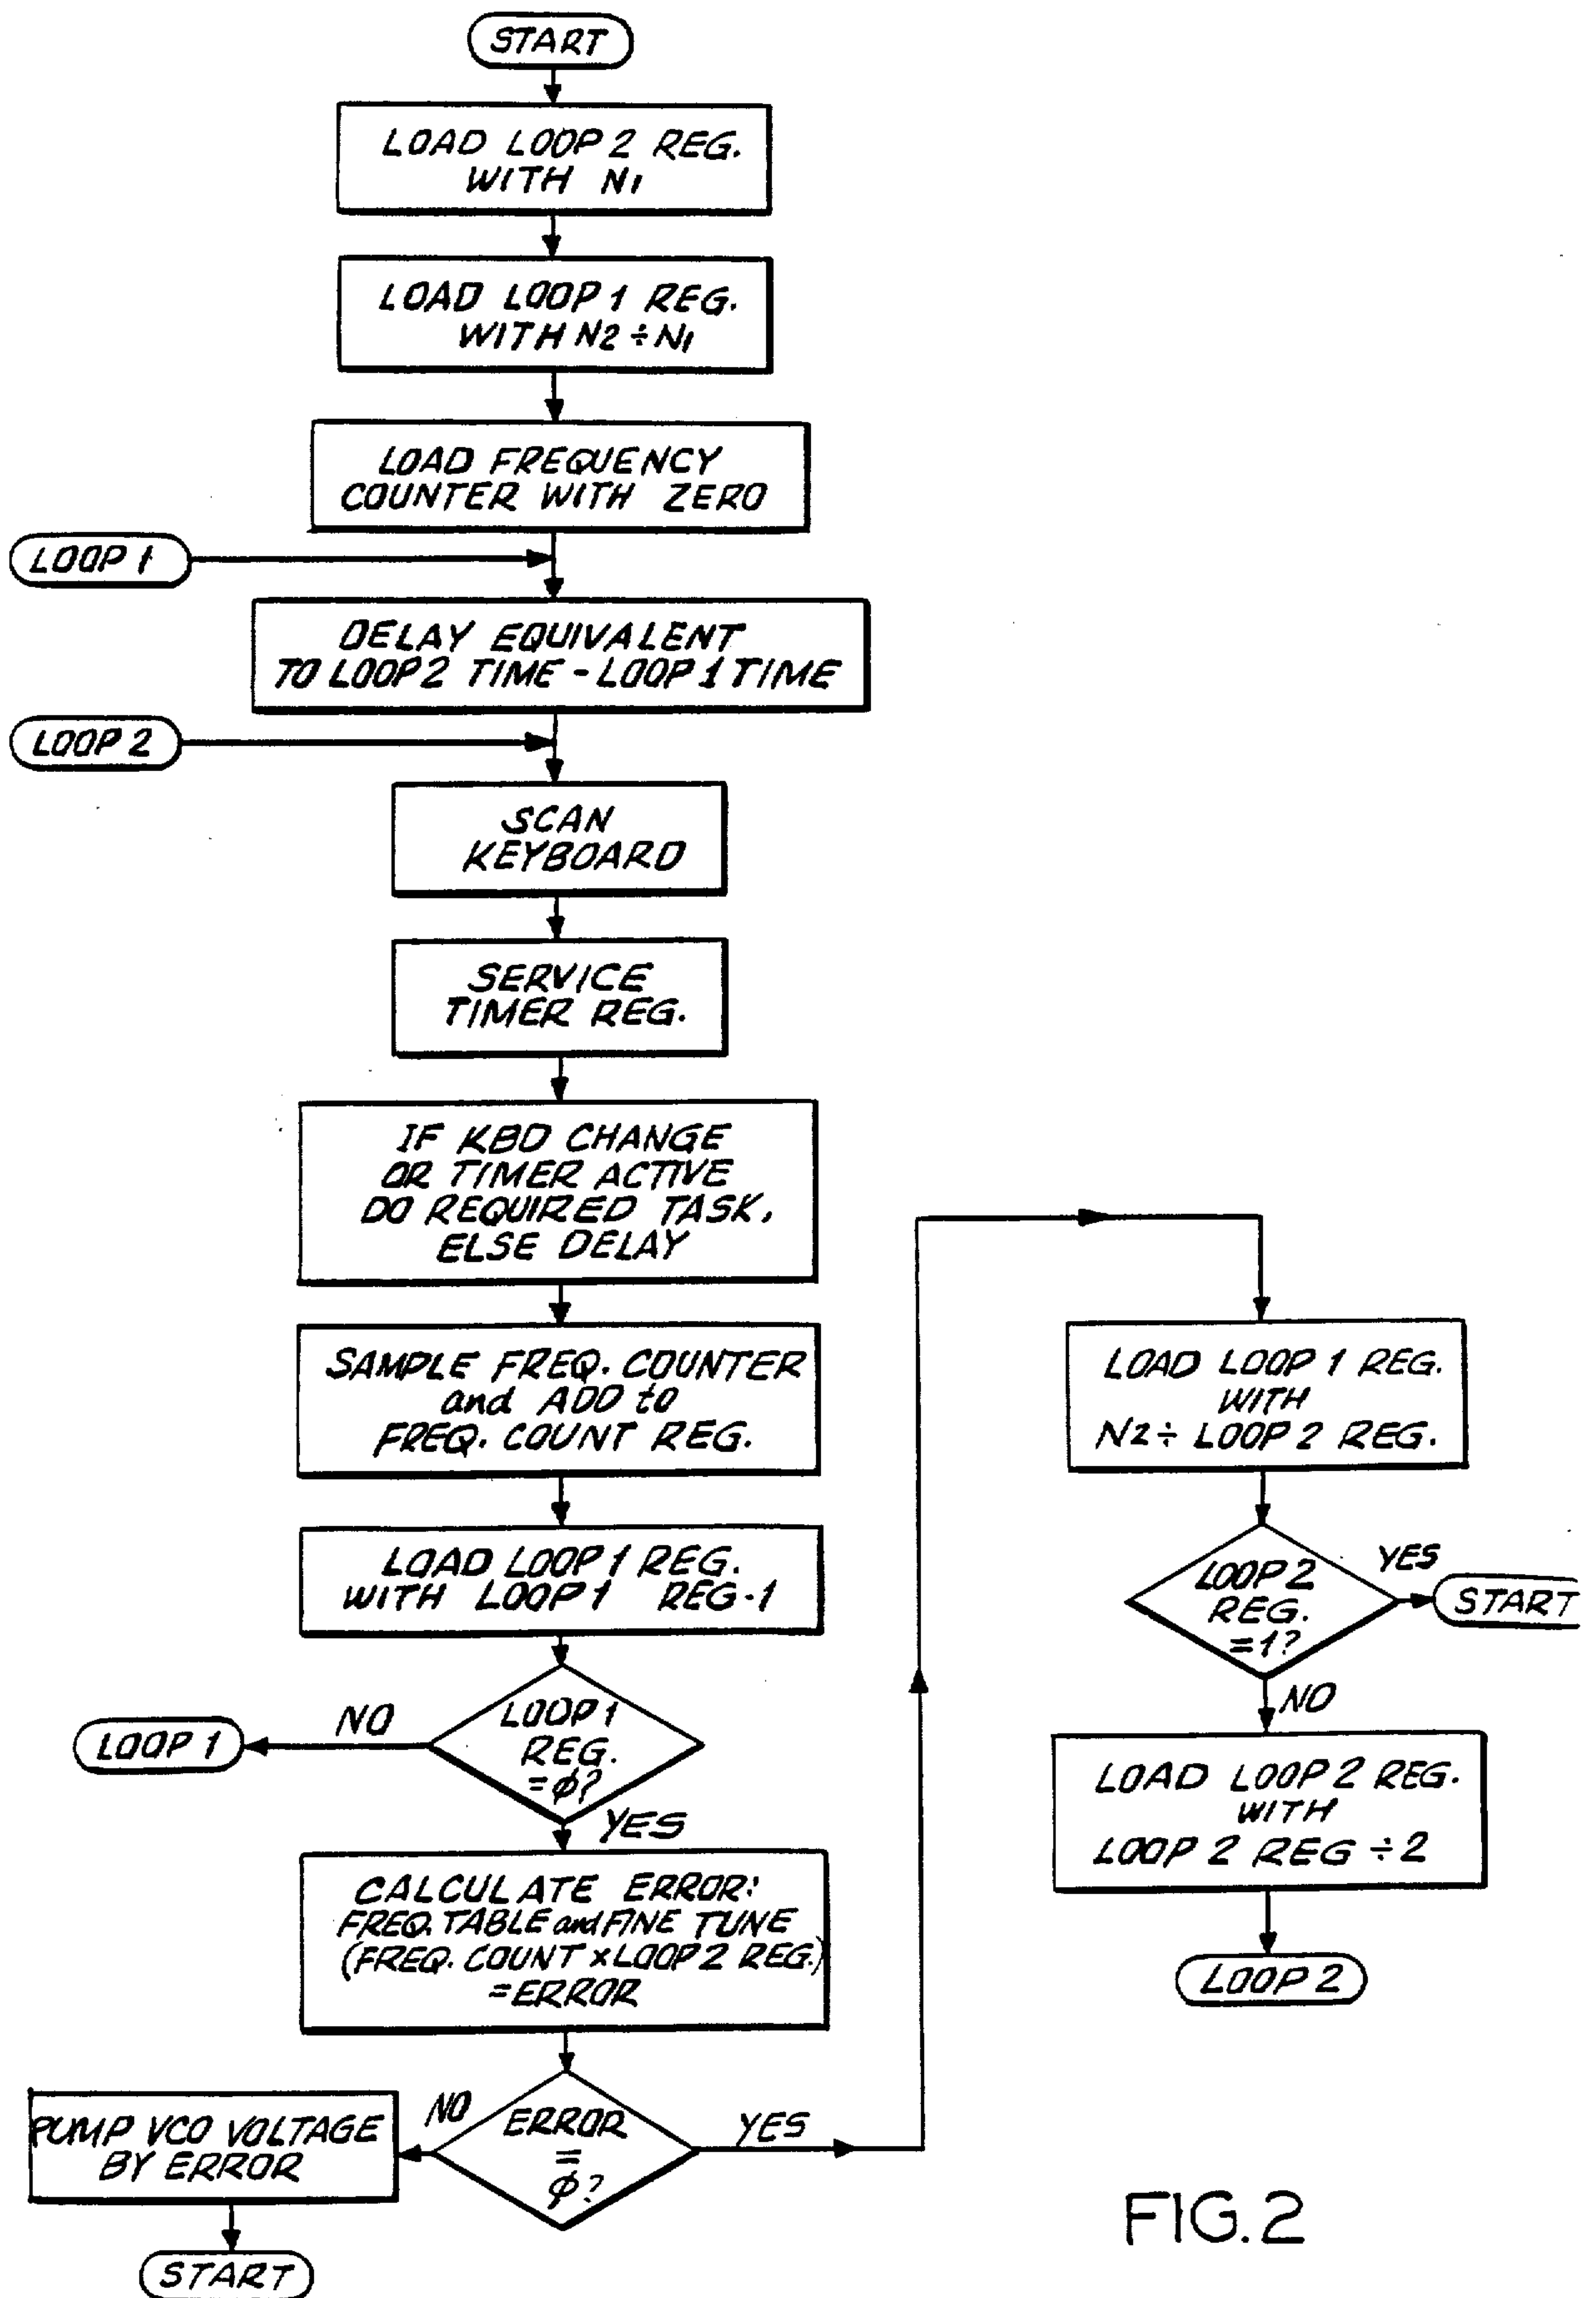 START
LOAD LOOP 2 REG.
WITH N1
LOAD LOOP 1 REG.
WITH N2 ÷ N1
LOAD FREQUENCY
COUNTER WITH ZERO
LOOP 1
DELAY EQUIVALENT
TO LOOP 2 TIME - LOOP 1 TIME
LOOP 2
SCAN
KEYBOARD
SERVICE
TIMER REG.
IF KBD CHANGE
OR TIMER ACTIVE
DO REQUIRED TASK,
ELSE DELAY
SAMPLE FREQ. COUNTER
and ADD to
FREQ. COUNT REG.
LOAD LOOP 1 REG.
WITH LOOP 1 REG-1
LOOP 1
REG.
= ϕ?
NO
LOOP 1
YES
CALCULATE ERROR:
FREQ. TABLE and FINE TUNE
(FREQ. COUNT x LOOP 2 REG.)
= ERROR
ERROR
=
ϕ?
NO
PUMP VCO VOLTAGE
BY ERROR
START
YES
LOAD LOOP 1 REG.
WITH
N2 ÷ LOOP 2 REG.
LOOP 2
REG.
= 1?
YES
START
NO
LOAD LOOP 2 REG.
WITH
LOOP 2 REG ÷ 2
LOOP 2
FIG. 2